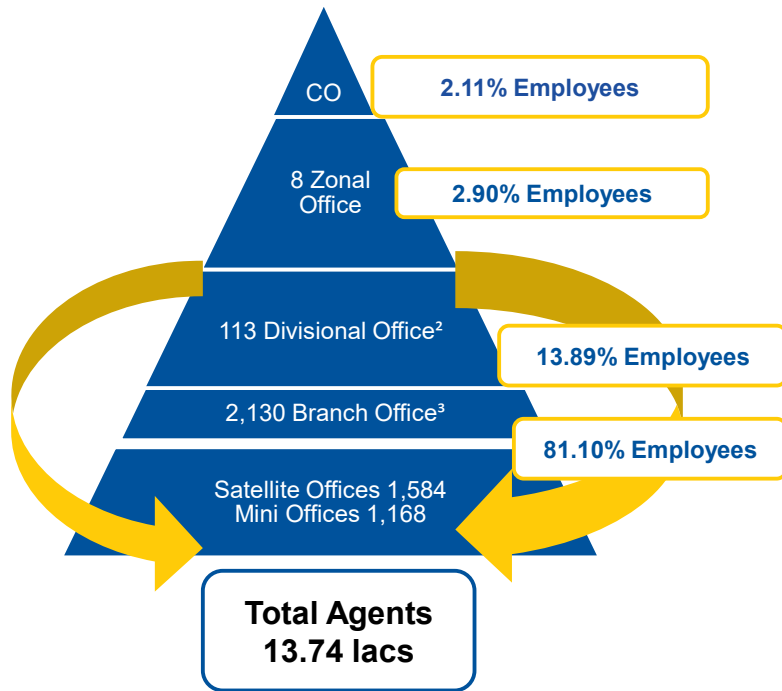 CO
2.11% Employees
8 Zonal
Office
2.90% Employees
113 Divisional Office²
13.89% Employees
2,130 Branch Office³
81.10% Employees
Satellite Offices 1,584
Mini Offices 1,168
Total Agents
13.74 lacs